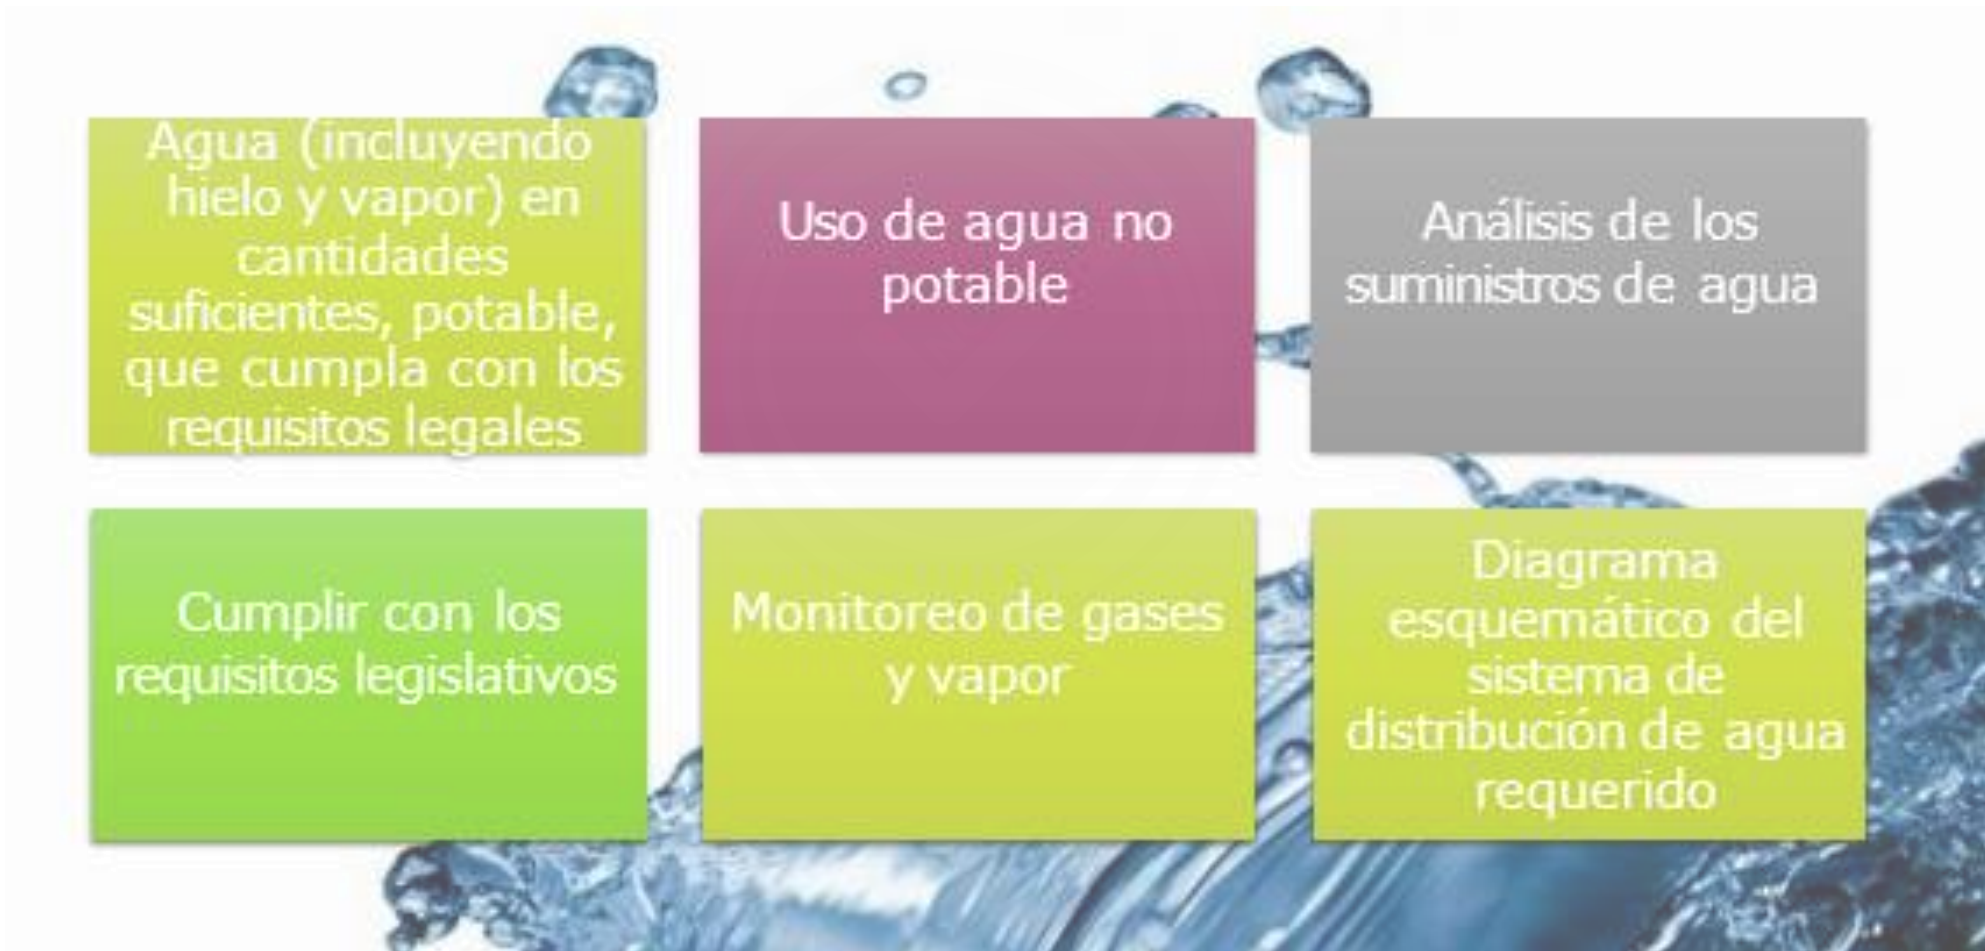 Agua (incluyendo
hielo y vapor) en
cantidades
suficientes, potable,
que cumpla con los
requisitos legales
Uso de agua no
potable
Análisis de los
suministros de agua
Cumplir con los
requisitos legislativos
Monitoreo de gases
y vapor
Diagrama
esquemático del
sistema de
distribución de agua
requerido